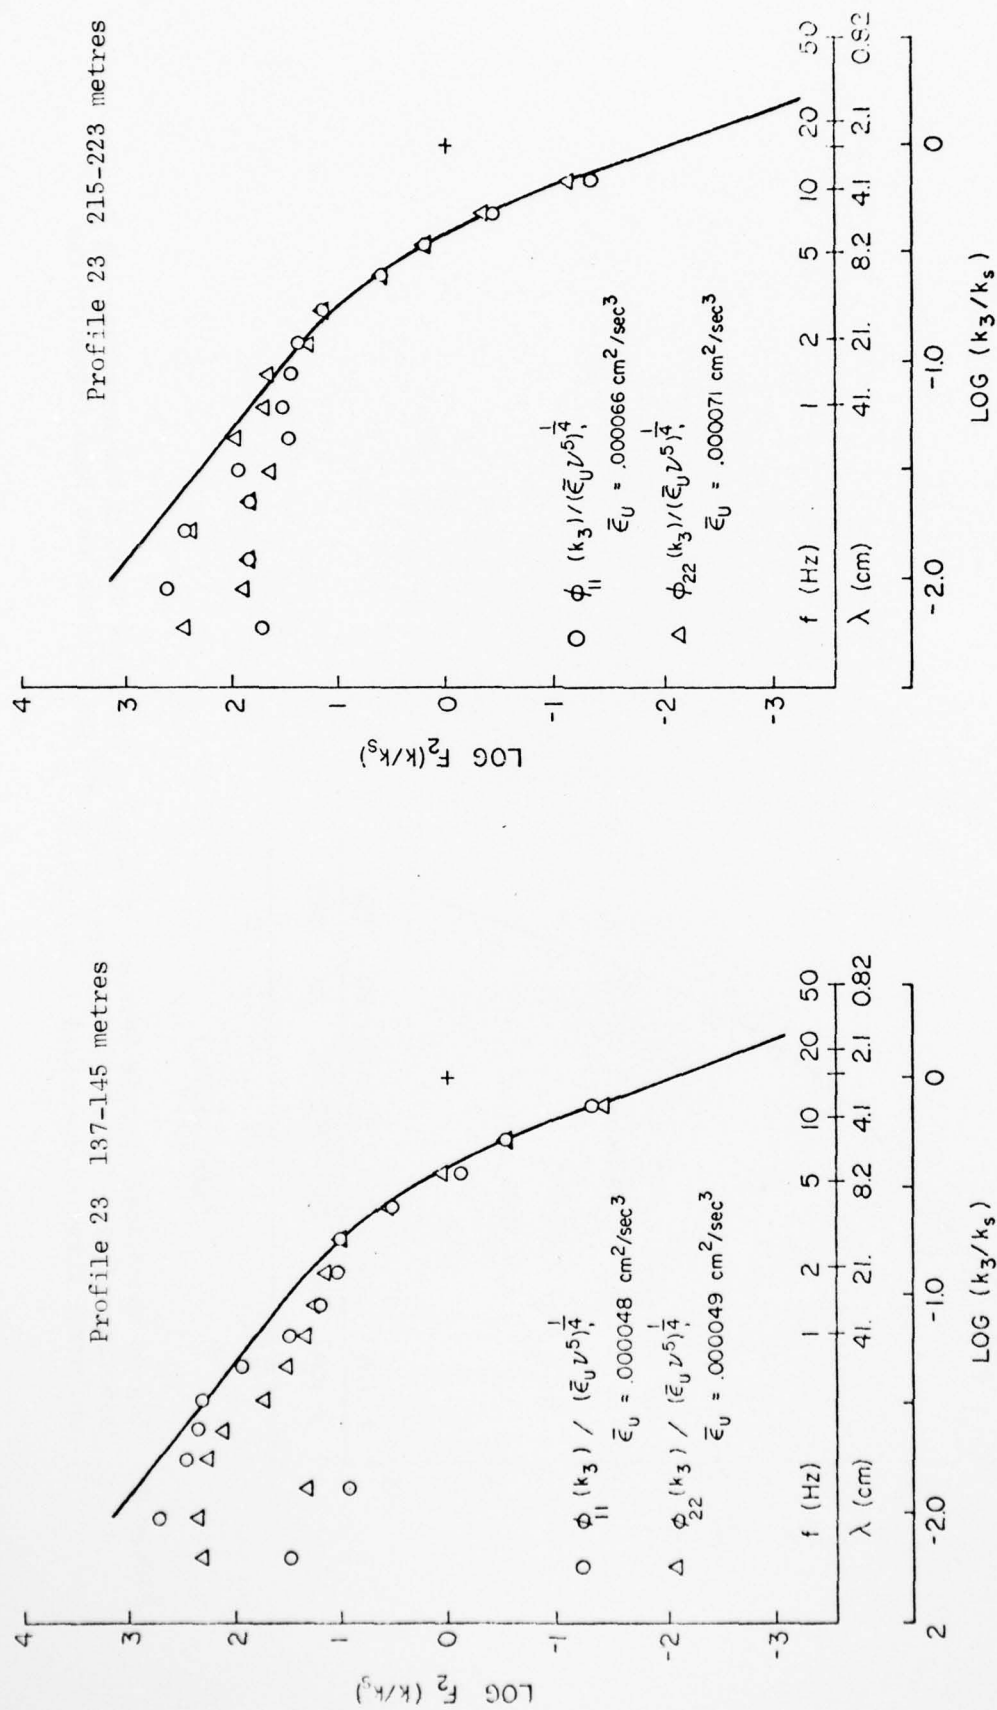 Profile 23 137-145 metres
LOG F₂ (k/kₛ)
4
3
2
1
0
-1
-2
-3
+
○ ϕ₁₁ (k₃) / (ε̄ᵤ ν⁵)^¼,
ε̄ᵤ = .000048 cm²/sec³
△ ϕ₂₂ (k₃) / (ε̄ᵤ ν⁵)^¼,
ε̄ᵤ = .000049 cm²/sec³
f (Hz) 1 2 5 10 20 50
λ (cm) 41. 21. 8.2 4.1 2.1 0.82
2 -2.0 -1.0 0
LOG (k₃/kₛ)
Profile 23 215-223 metres
LOG F₂(k/kₛ)
4
3
2
1
0
-1
-2
-3
+
○ ϕ₁₁ (k₃)/(ε̄ᵤ ν⁵)^¼,
ε̄ᵤ = .000066 cm²/sec³
△ ϕ₂₂(k₃)/(ε̄ᵤ ν⁵)^¼,
ε̄ᵤ = .000071 cm²/sec³
f (Hz) 1 2 5 10 20 50
λ (cm) 41. 21. 8.2 4.1 2.1 0.82
-2.0 -1.0 0
LOG (k₃/kₛ)